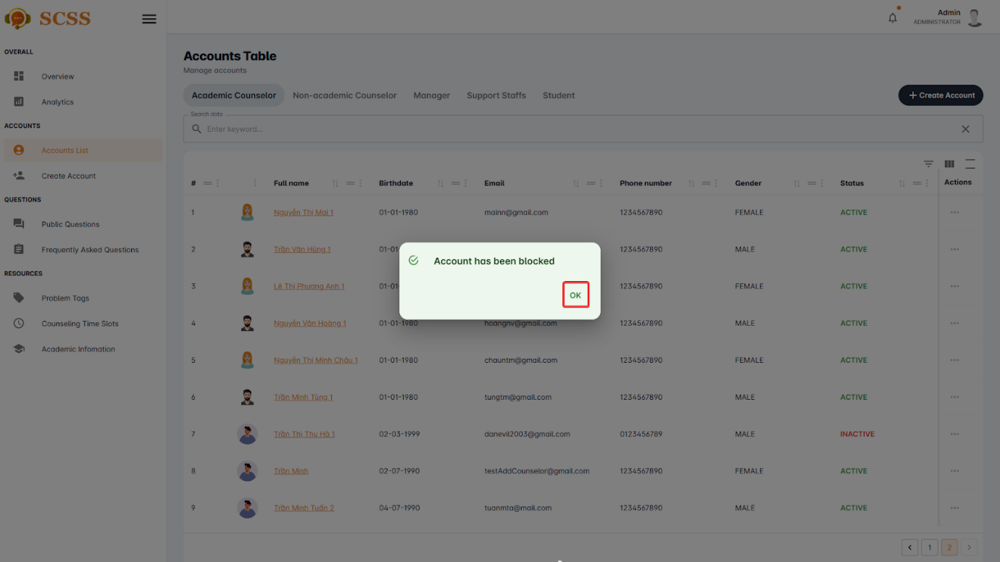 SCSS
Admin
ADMINISTRATOR
OVERALL
Overview
Analytics
ACCOUNTS
Accounts List
Create Account
QUESTIONS
Public Questions
Frequently Asked Questions
RESOURCES
Problem Tags
Counseling Time Slots
Academic Infomation
Accounts Table
Manage accounts
Academic Counselor Non-academic Counselor Manager Support Staffs Student
+ Create Account
Search data
Enter keyword...
# Full name Birthdate Email Phone number Gender Status Actions
1 Nguyễn Thị Mai 1 01-01-1980 mainn@gmail.com 1234567890 FEMALE ACTIVE
2 Trần Văn Hùng 1 01-01 1234567890 MALE ACTIVE
3 Lê Thị Phương Anh 1 01-01 1234567890 FEMALE ACTIVE
4 Nguyễn Văn Hoàng 1 01-01-1980 hoangnv@gmail.com 1234567890 MALE ACTIVE
5 Nguyễn Thị Minh Châu 1 01-01-1980 chauntm@gmail.com 1234567890 FEMALE ACTIVE
6 Trần Minh Tùng 1 01-01-1980 tungtm@gmail.com 1234567890 MALE ACTIVE
7 Trần Thị Thu Hà 1 02-03-1999 danevil2003@gmail.com 0123456789 MALE INACTIVE
8 Trần Minh 02-07-1990 testAddCounselor@gmail.com 1234567890 FEMALE ACTIVE
9 Trần Minh Tuấn 2 04-07-1990 tuanmta@mail.com 1234567890 MALE ACTIVE
Account has been blocked
OK
1 2